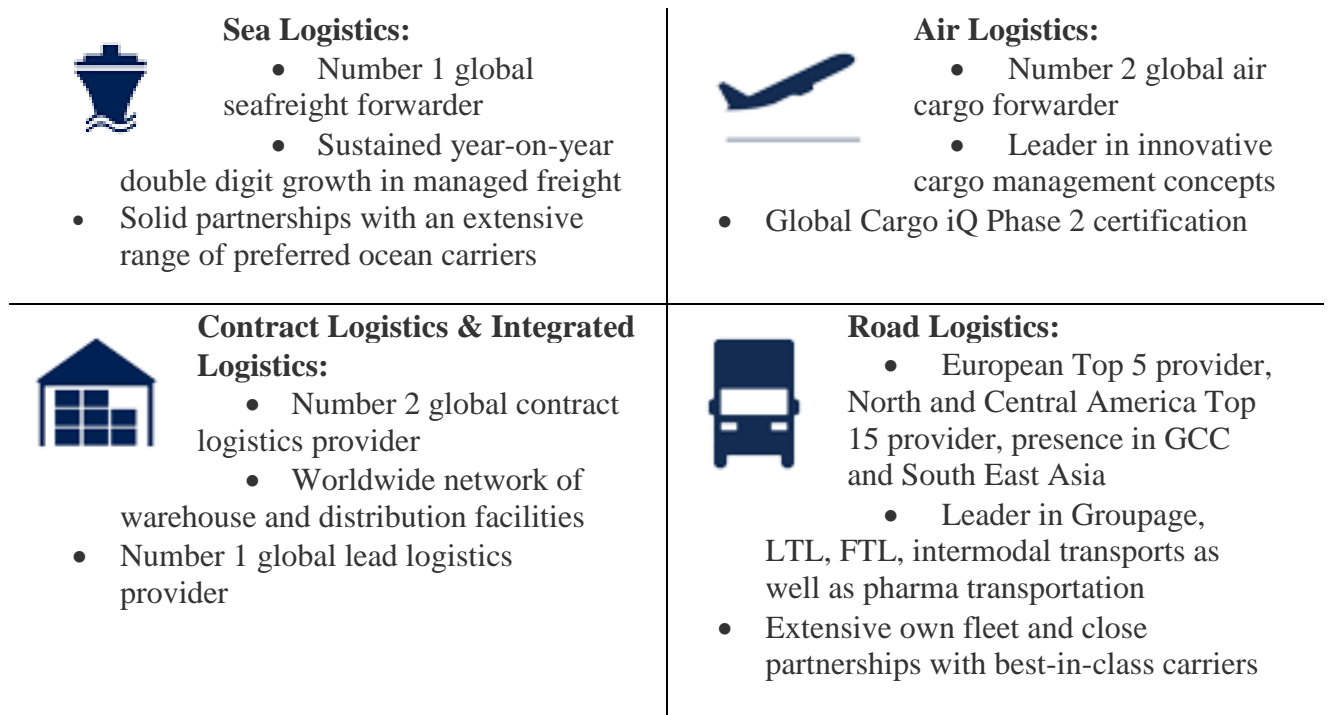 Sea Logistics:
• Number 1 global
seafreight forwarder
• Sustained year-on-year
double digit growth in managed freight
• Solid partnerships with an extensive
range of preferred ocean carriers
Air Logistics:
• Number 2 global air
cargo forwarder
• Leader in innovative
cargo management concepts
• Global Cargo iQ Phase 2 certification
Contract Logistics & Integrated
Logistics:
• Number 2 global contract
logistics provider
• Worldwide network of
warehouse and distribution facilities
• Number 1 global lead logistics
provider
Road Logistics:
• European Top 5 provider,
North and Central America Top
15 provider, presence in GCC
and South East Asia
• Leader in Groupage,
LTL, FTL, intermodal transports as
well as pharma transportation
• Extensive own fleet and close
partnerships with best-in-class carriers